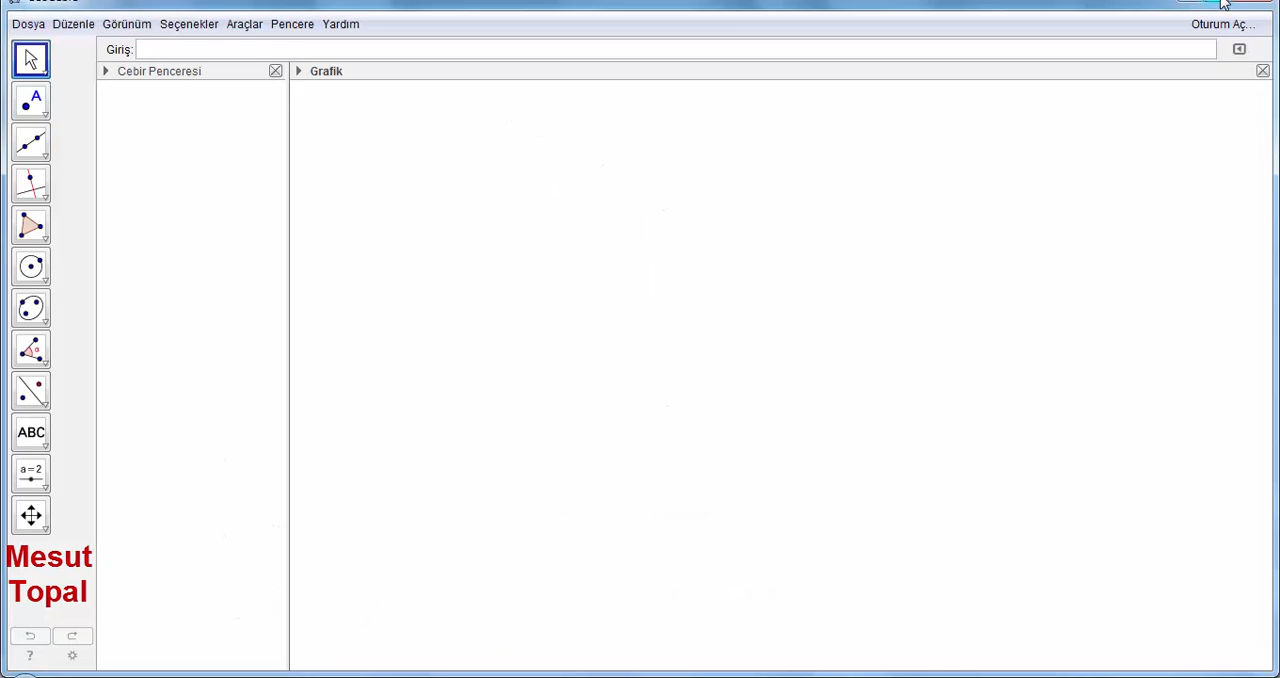 Dosya Düzenle Görünüm Seçenekler Araçlar Pencere Yardım Oturum Aç...
Giriş:
Cebir Penceresi Grafik
A
α
ABC
a=2
Mesut
Topal
?